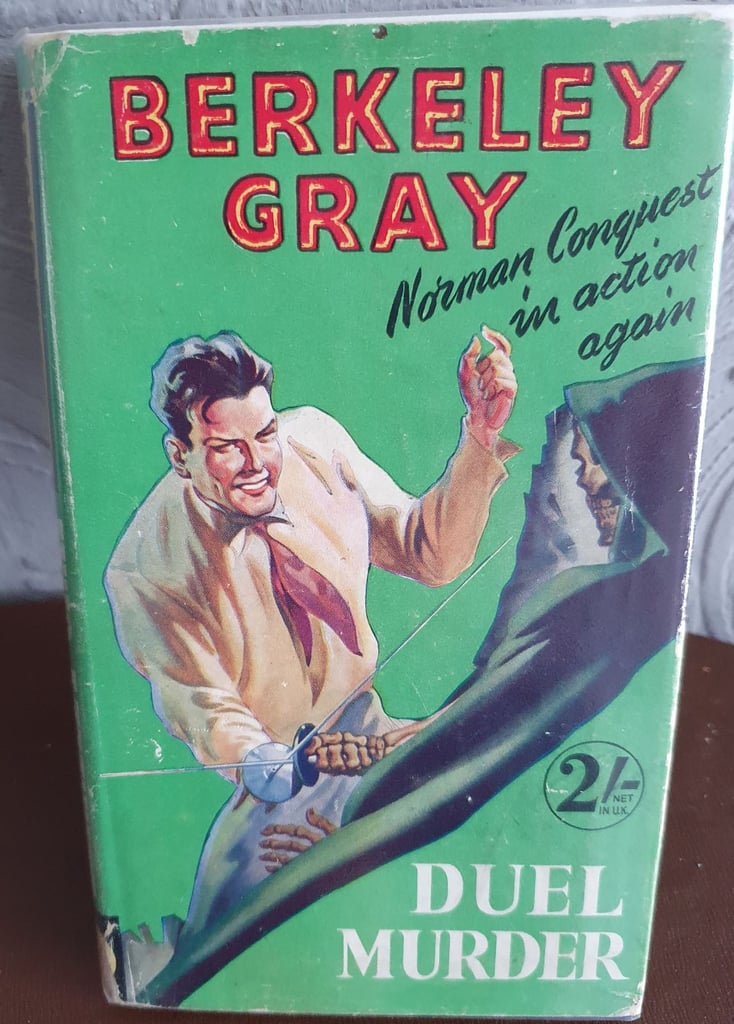 BERKELEY
GRAY
Norman Conquest
in action
again
2/-
NET
IN U.K.
DUEL
MURDER